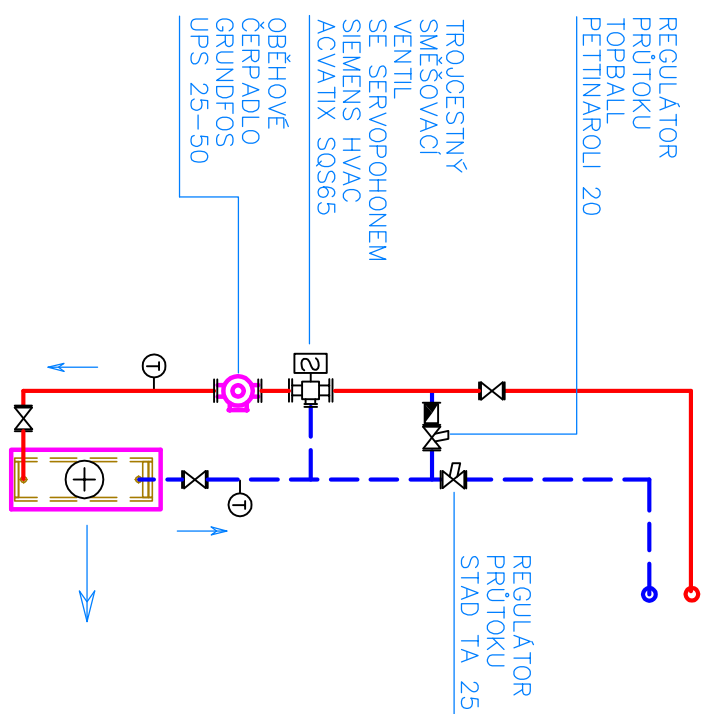 REGULÁTOR
PRŮTOKU
TOPBALL
PETTINAROLI 20
TROJCESTNÝ
SMĚŠOVACÍ
VENTIL
SE SERVOPOHONEM
SIEMENS HVAC
ACVATIX SQS65
OBĚHOVÉ
ČERPADLO
GRUNDFOS
UPS 25-50
REGULÁTOR
PRŮTOKU
STAD TA 25
S
T
T